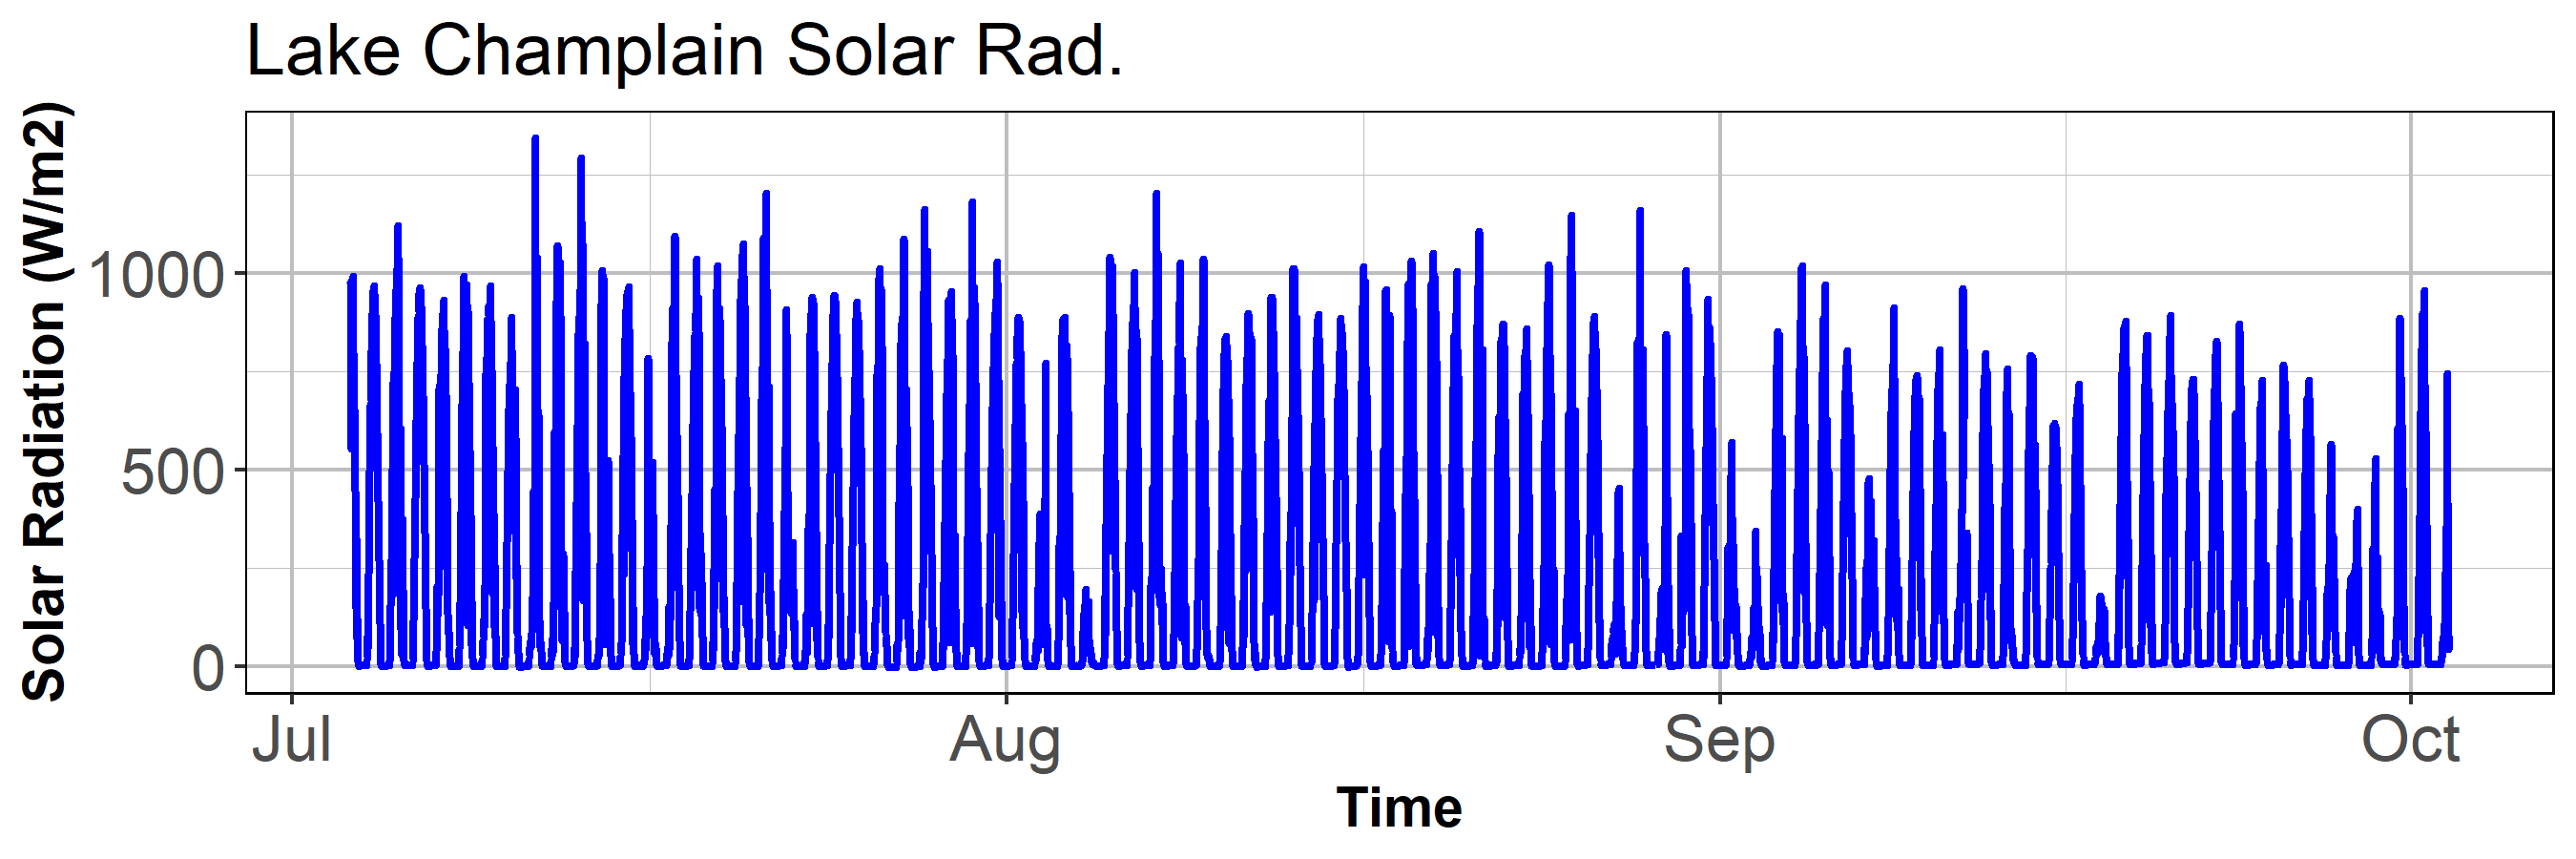 Lake Champlain Solar Rad.
Solar Radiation (W/m2)
1000
500
0
Jul Aug Sep Oct
Time